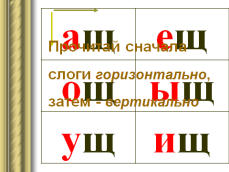 ащ ещ
Прочитай сначала
слоги горизонтально,
ощ ыщ
затем - вертикально
ущ ищ